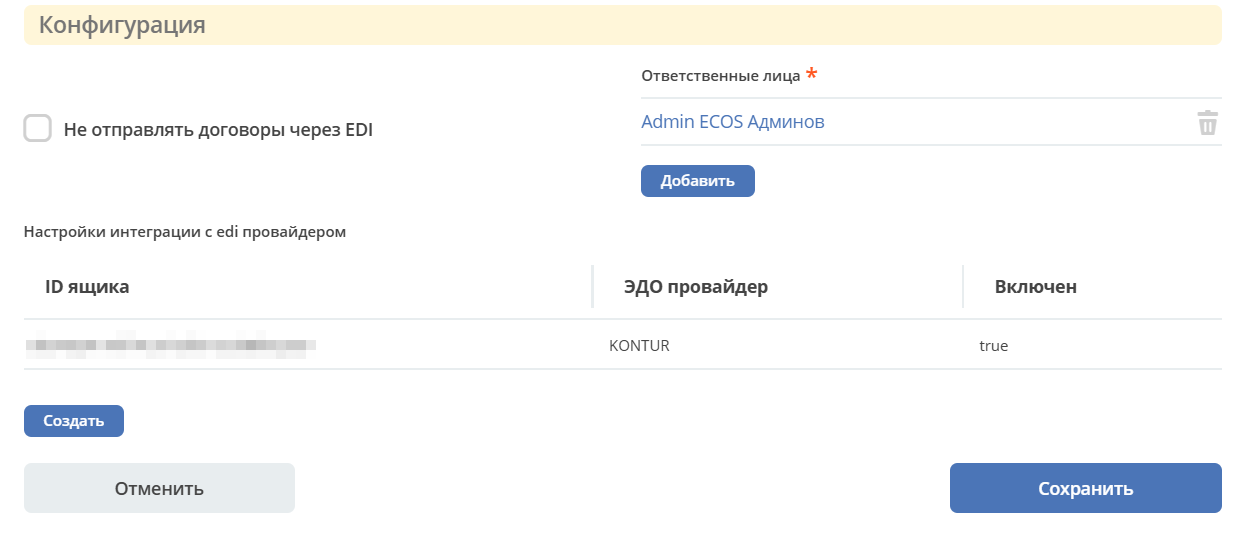 Конфигурация
Ответственные лица *
Не отправлять договоры через EDI
Admin ECOS Админов
Добавить
Настройки интеграции с edi провайдером
ID ящика ЭДО провайдер Включен
KONTUR true
Создать
Отменить Сохранить